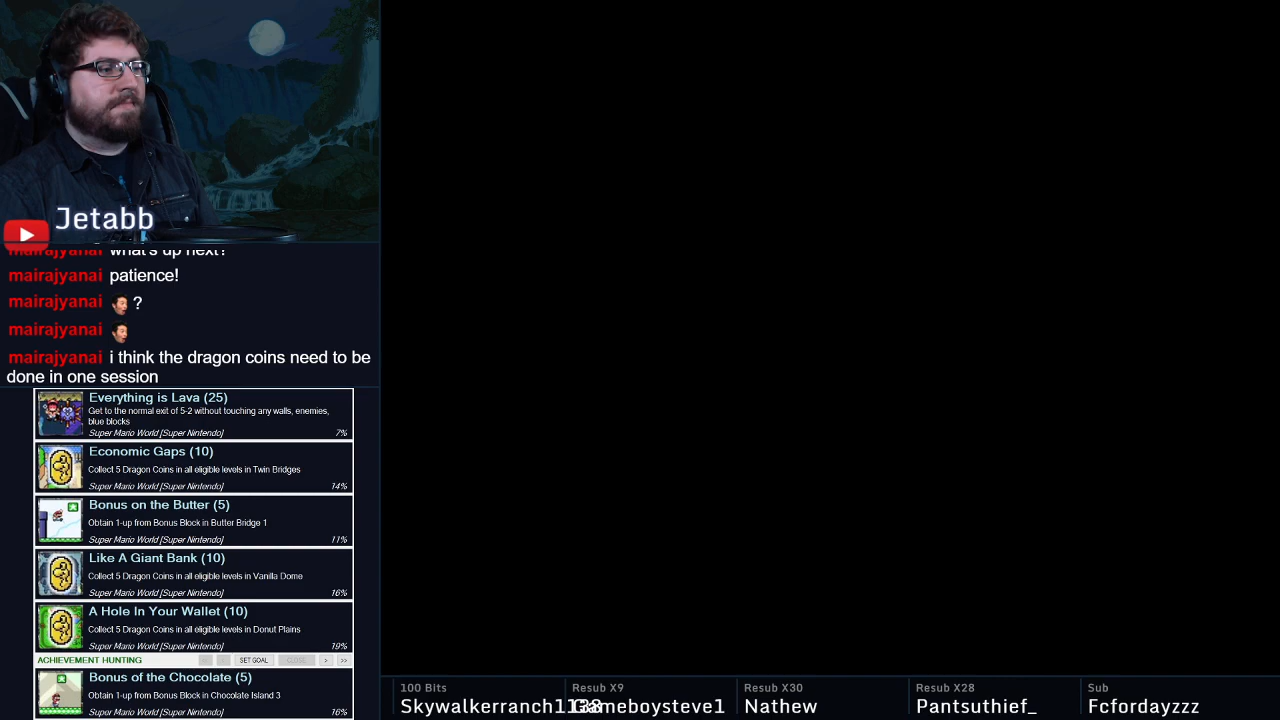 Jetabb
mairajyanai what's up next?
mairajyanai patience!
mairajyanai ?
mairajyanai
mairajyanai i think the dragon coins need to be
done in one session
Everything is Lava (25)
Get to the normal exit of 5-2 without touching any walls, enemies,
blue blocks
Super Mario World [Super Nintendo] 7%
Economic Gaps (10)
Collect 5 Dragon Coins in all eligible levels in Twin Bridges
Super Mario World [Super Nintendo] 14%
Bonus on the Butter (5)
Obtain 1-up from Bonus Block in Butter Bridge 1
Super Mario World [Super Nintendo] 11%
Like A Giant Bank (10)
Collect 5 Dragon Coins in all eligible levels in Vanilla Dome
Super Mario World [Super Nintendo] 16%
A Hole In Your Wallet (10)
Collect 5 Dragon Coins in all eligible levels in Donut Plains
Super Mario World [Super Nintendo] 19%
ACHIEVEMENT HUNTING SET GOAL CLOSE > >>
Bonus of the Chocolate (5)
Obtain 1-up from Bonus Block in Chocolate Island 3
Super Mario World [Super Nintendo] 16%
100 Bits Resub X9 Resub X30 Resub X28 Sub
Skywalkerranch1138 Gameboysteve1 Nathew Pantsuthief_ Fcfordayzzz